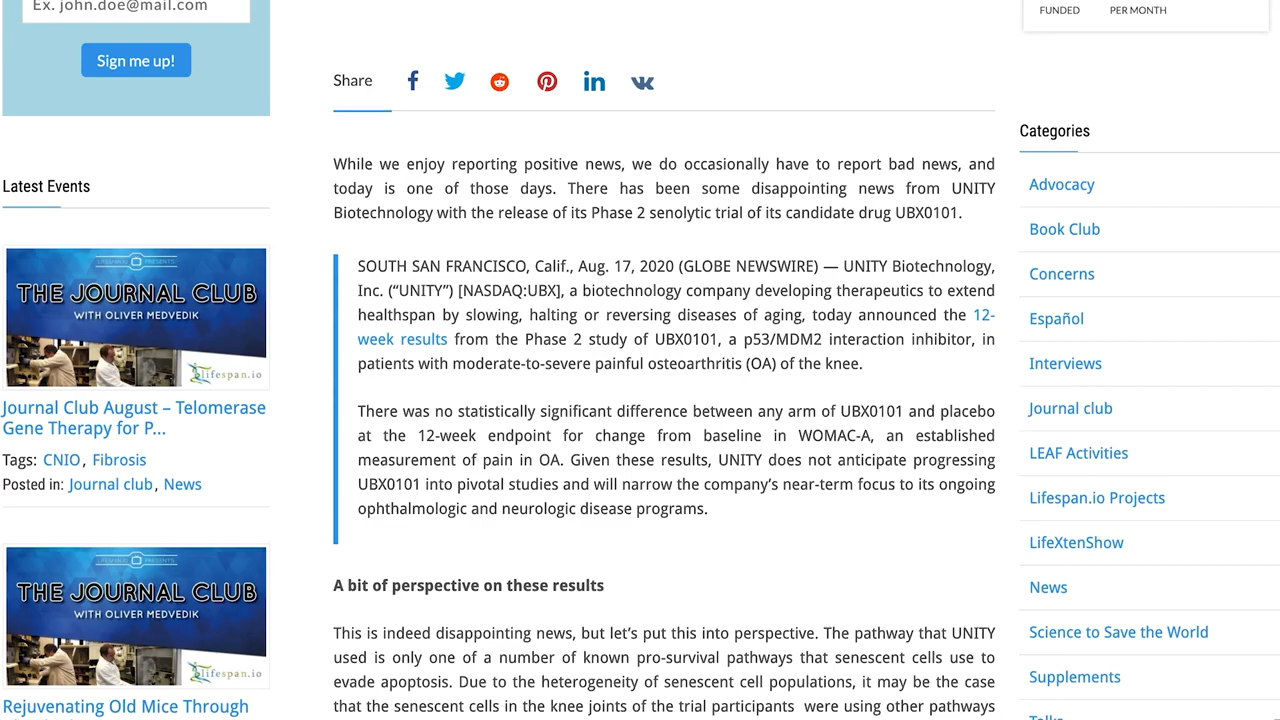 Ex. john.doe@mail.com
Sign me up!
Latest Events
PRESENTS
THE JOURNAL CLUB
WITH OLIVER MEDVEDIK
lifespan.io
Journal Club August – Telomerase
Gene Therapy for P...
Tags: CNIO, Fibrosis
Posted in: Journal club, News
PRESENTS
THE JOURNAL CLUB
WITH OLIVER MEDVEDIK
lifespan.io
Rejuvenating Old Mice Through
Share
While we enjoy reporting positive news, we do occasionally have to report bad news, and
today is one of those days. There has been some disappointing news from UNITY
Biotechnology with the release of its Phase 2 senolytic trial of its candidate drug UBX0101.
SOUTH SAN FRANCISCO, Calif., Aug. 17, 2020 (GLOBE NEWSWIRE) — UNITY Biotechnology,
Inc. (“UNITY”) [NASDAQ:UBX], a biotechnology company developing therapeutics to extend
healthspan by slowing, halting or reversing diseases of aging, today announced the 12-
week results from the Phase 2 study of UBX0101, a p53/MDM2 interaction inhibitor, in
patients with moderate-to-severe painful osteoarthritis (OA) of the knee.
There was no statistically significant difference between any arm of UBX0101 and placebo
at the 12-week endpoint for change from baseline in WOMAC-A, an established
measurement of pain in OA. Given these results, UNITY does not anticipate progressing
UBX0101 into pivotal studies and will narrow the company’s near-term focus to its ongoing
ophthalmologic and neurologic disease programs.
A bit of perspective on these results
This is indeed disappointing news, but let’s put this into perspective. The pathway that UNITY
used is only one of a number of known pro-survival pathways that senescent cells use to
evade apoptosis. Due to the heterogeneity of senescent cell populations, it may be the case
that the senescent cells in the knee joints of the trial participants were using other pathways
FUNDED PER MONTH
Categories
Advocacy
Book Club
Concerns
Español
Interviews
Journal club
LEAF Activities
Lifespan.io Projects
LifeXtenShow
News
Science to Save the World
Supplements
Talks